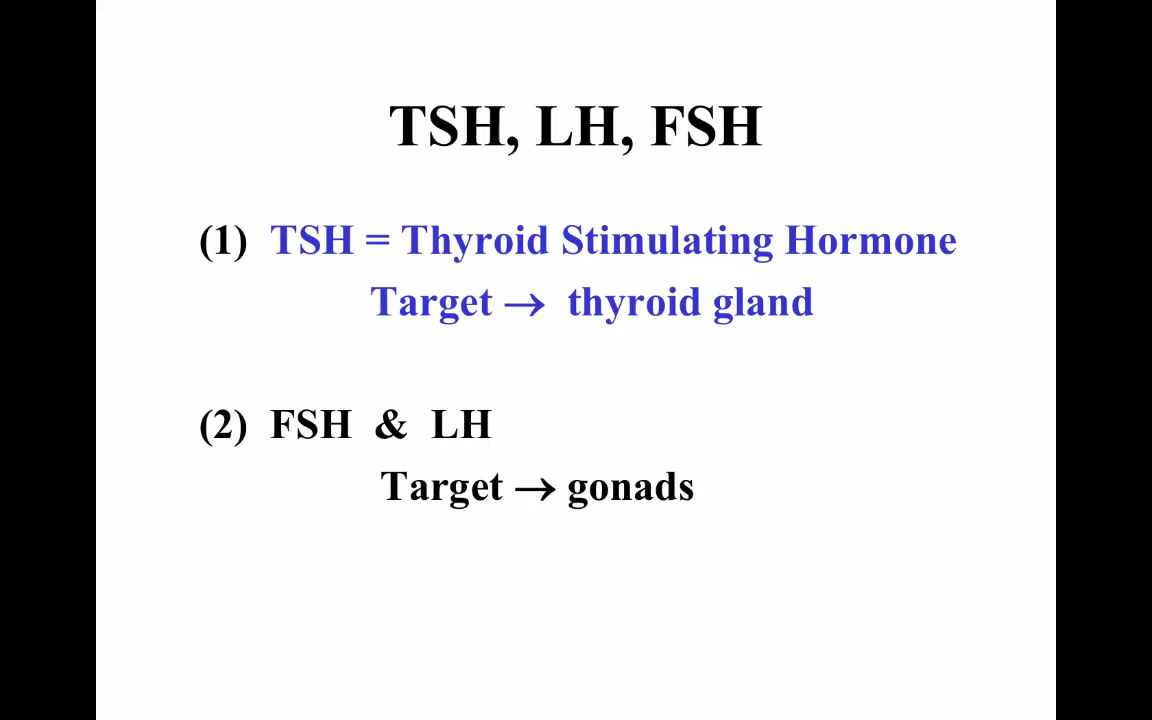 TSH, LH, FSH
(1) TSH = Thyroid Stimulating Hormone
Target → thyroid gland
(2) FSH & LH
Target → gonads